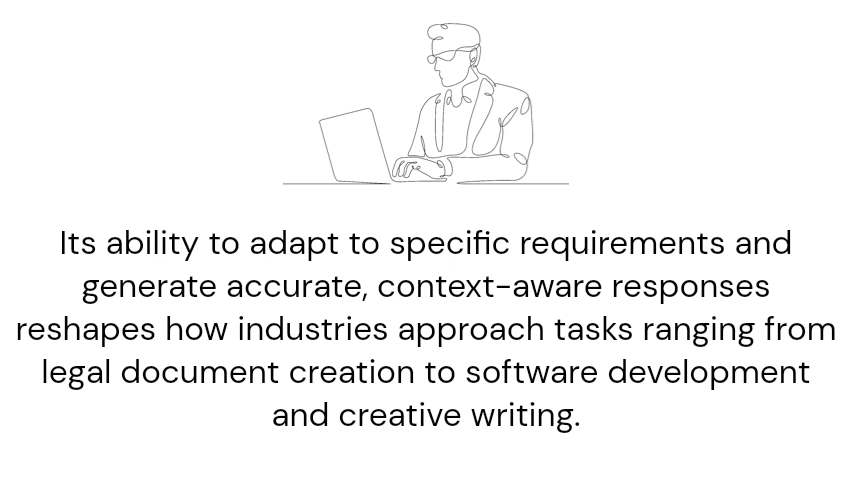 Its ability to adapt to specific requirements and
generate accurate, context-aware responses
reshapes how industries approach tasks ranging from
legal document creation to software development
and creative writing.